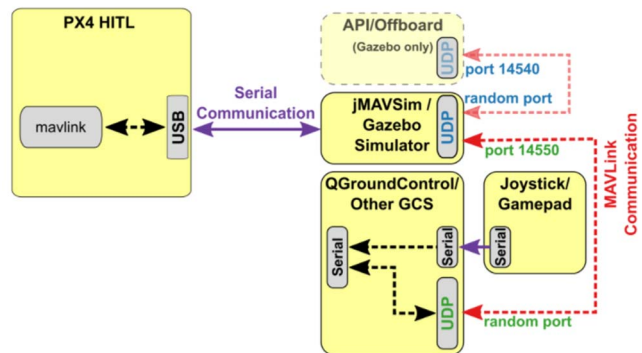 PX4 HITL
mavlink
USB
Serial
Communication
API/Offboard
(Gazebo only)
UDP
port 14540
random port
jMAVSim /
Gazebo
Simulator
UDP
port 14550
MAVLink
Communication
QGroundControl/
Other GCS
Serial
Serial
UDP
random port
Joystick/
Gamepad
Serial